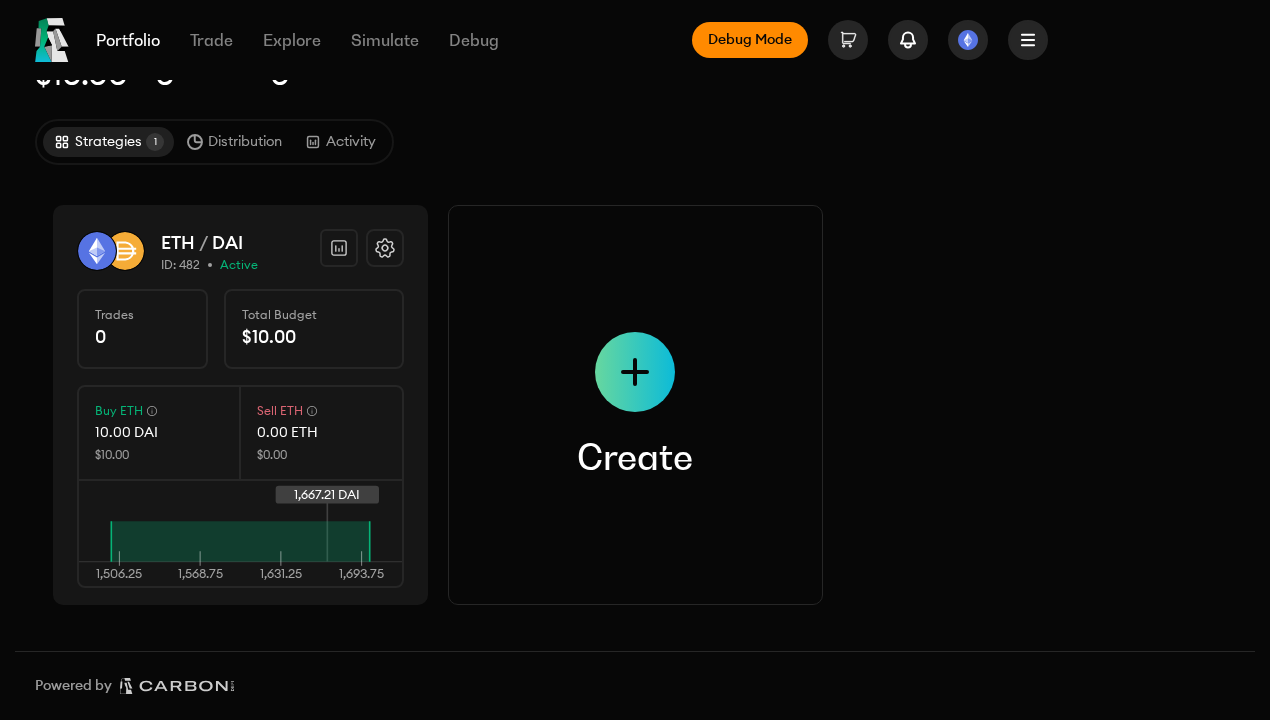 Portfolio Trade Explore Simulate Debug Debug Mode
Strategies 1 Distribution Activity
ETH / DAI
ID: 482 • Active
Trades Total Budget
0 $10.00
Buy ETH Sell ETH
10.00 DAI 0.00 ETH
$10.00 $0.00
1,667.21 DAI
1,506.25 1,568.75 1,631.25 1,693.75
Create
Powered by CARBON